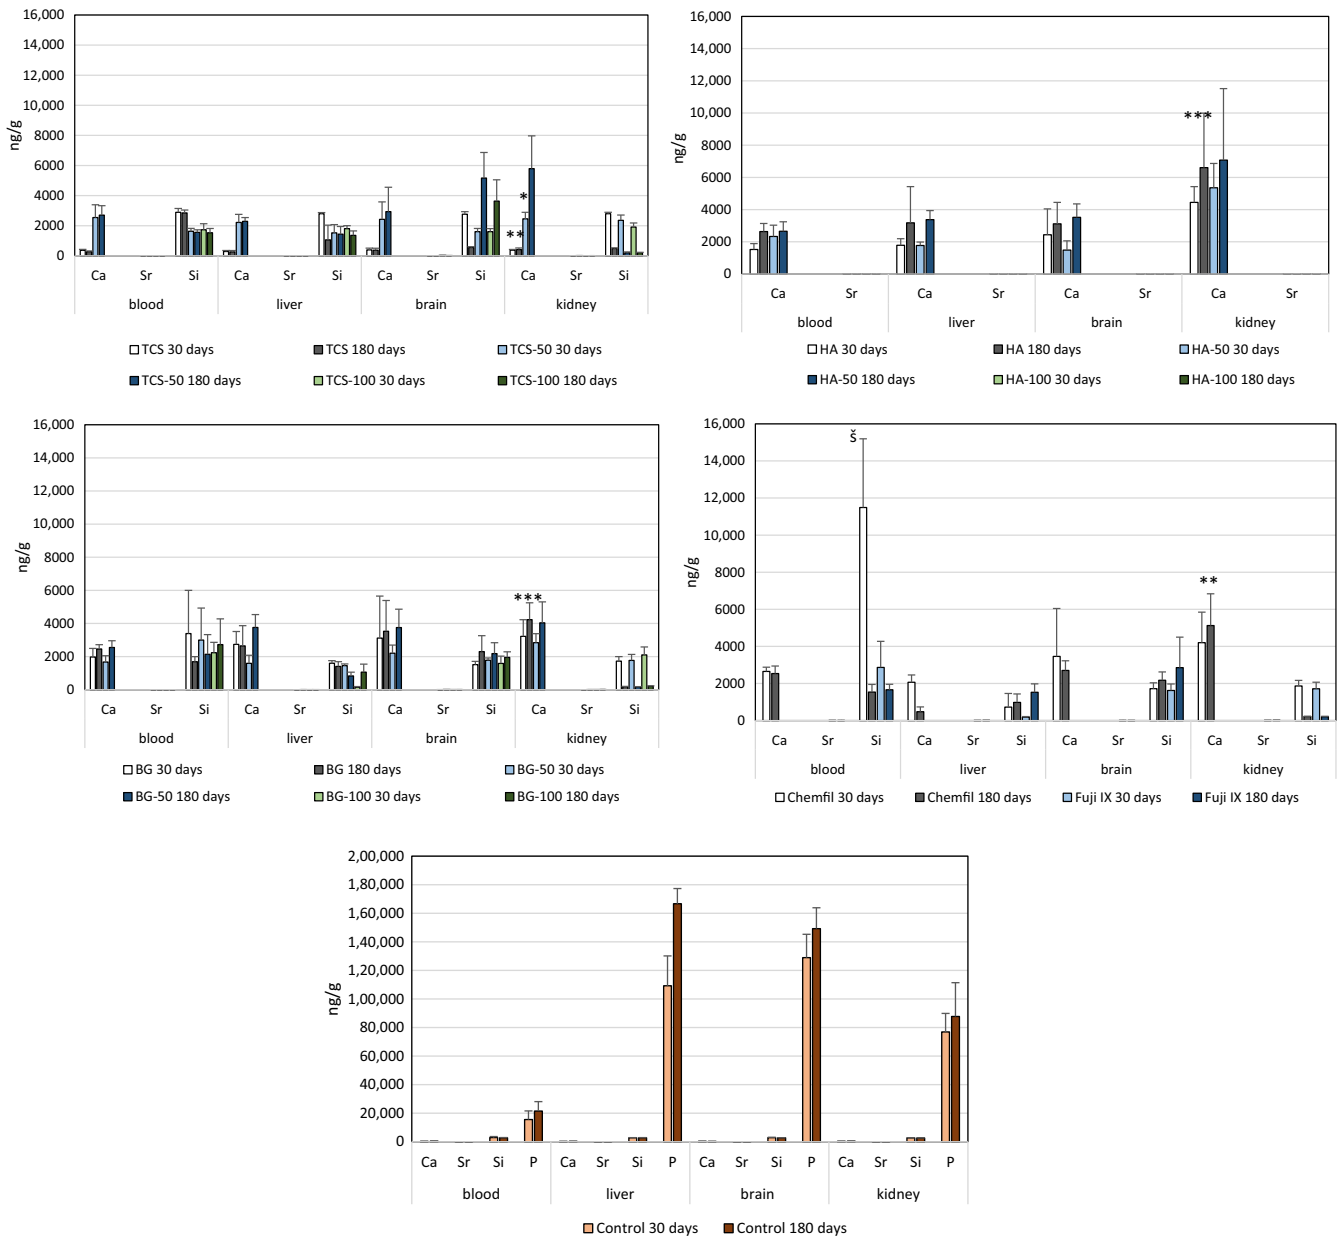 16,000
14,000
12,000
10,000
8000
6000
4000
2000
0
ng/g
*
**
Ca Sr Si Ca Sr Si Ca Sr Si Ca Sr Si
blood liver brain kidney
TCS 30 days TCS 180 days TCS-50 30 days
TCS-50 180 days TCS-100 30 days TCS-100 180 days
16,000
14,000
12,000
10,000
8000
6000
4000
2000
0
ng/g
***
Ca Sr Ca Sr Ca Sr Ca Sr
blood liver brain kidney
HA 30 days HA 180 days HA-50 30 days
HA-50 180 days HA-100 30 days HA-100 180 days
16,000
14,000
12,000
10,000
8000
6000
4000
2000
0
ng/g
***
Ca Sr Si Ca Sr Si Ca Sr Si Ca Sr Si
blood liver brain kidney
BG 30 days BG 180 days BG-50 30 days
BG-50 180 days BG-100 30 days BG-100 180 days
16,000
14,000
12,000
10,000
8000
6000
4000
2000
0
ng/g
š
**
Ca Sr Si Ca Sr Si Ca Sr Si Ca Sr Si
blood liver brain kidney
Chemfil 30 days Chemfil 180 days Fuji IX 30 days Fuji IX 180 days
2,00,000
1,80,000
1,60,000
1,40,000
1,20,000
1,00,000
80,000
60,000
40,000
20,000
0
ng/g
Ca Sr Si P Ca Sr Si P Ca Sr Si P Ca Sr Si P
blood liver brain kidney
Control 30 days Control 180 days